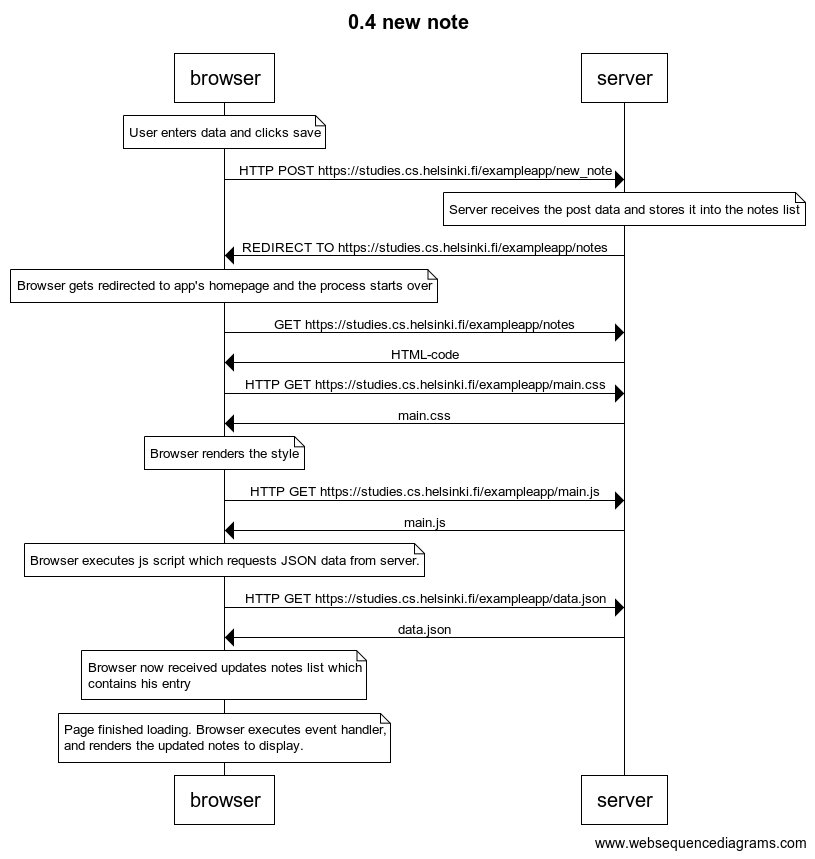 0.4 new note
browser
server
User enters data and clicks save
HTTP POST https://studies.cs.helsinki.fi/exampleapp/new_note
Server receives the post data and stores it into the notes list
REDIRECT TO https://studies.cs.helsinki.fi/exampleapp/notes
Browser gets redirected to app's homepage and the process starts over
GET https://studies.cs.helsinki.fi/exampleapp/notes
HTML-code
HTTP GET https://studies.cs.helsinki.fi/exampleapp/main.css
main.css
Browser renders the style
HTTP GET https://studies.cs.helsinki.fi/exampleapp/main.js
main.js
Browser executes js script which requests JSON data from server.
HTTP GET https://studies.cs.helsinki.fi/exampleapp/data.json
data.json
Browser now received updates notes list which
contains his entry
Page finished loading. Browser executes event handler,
and renders the updated notes to display.
browser
server
www.websequencediagrams.com